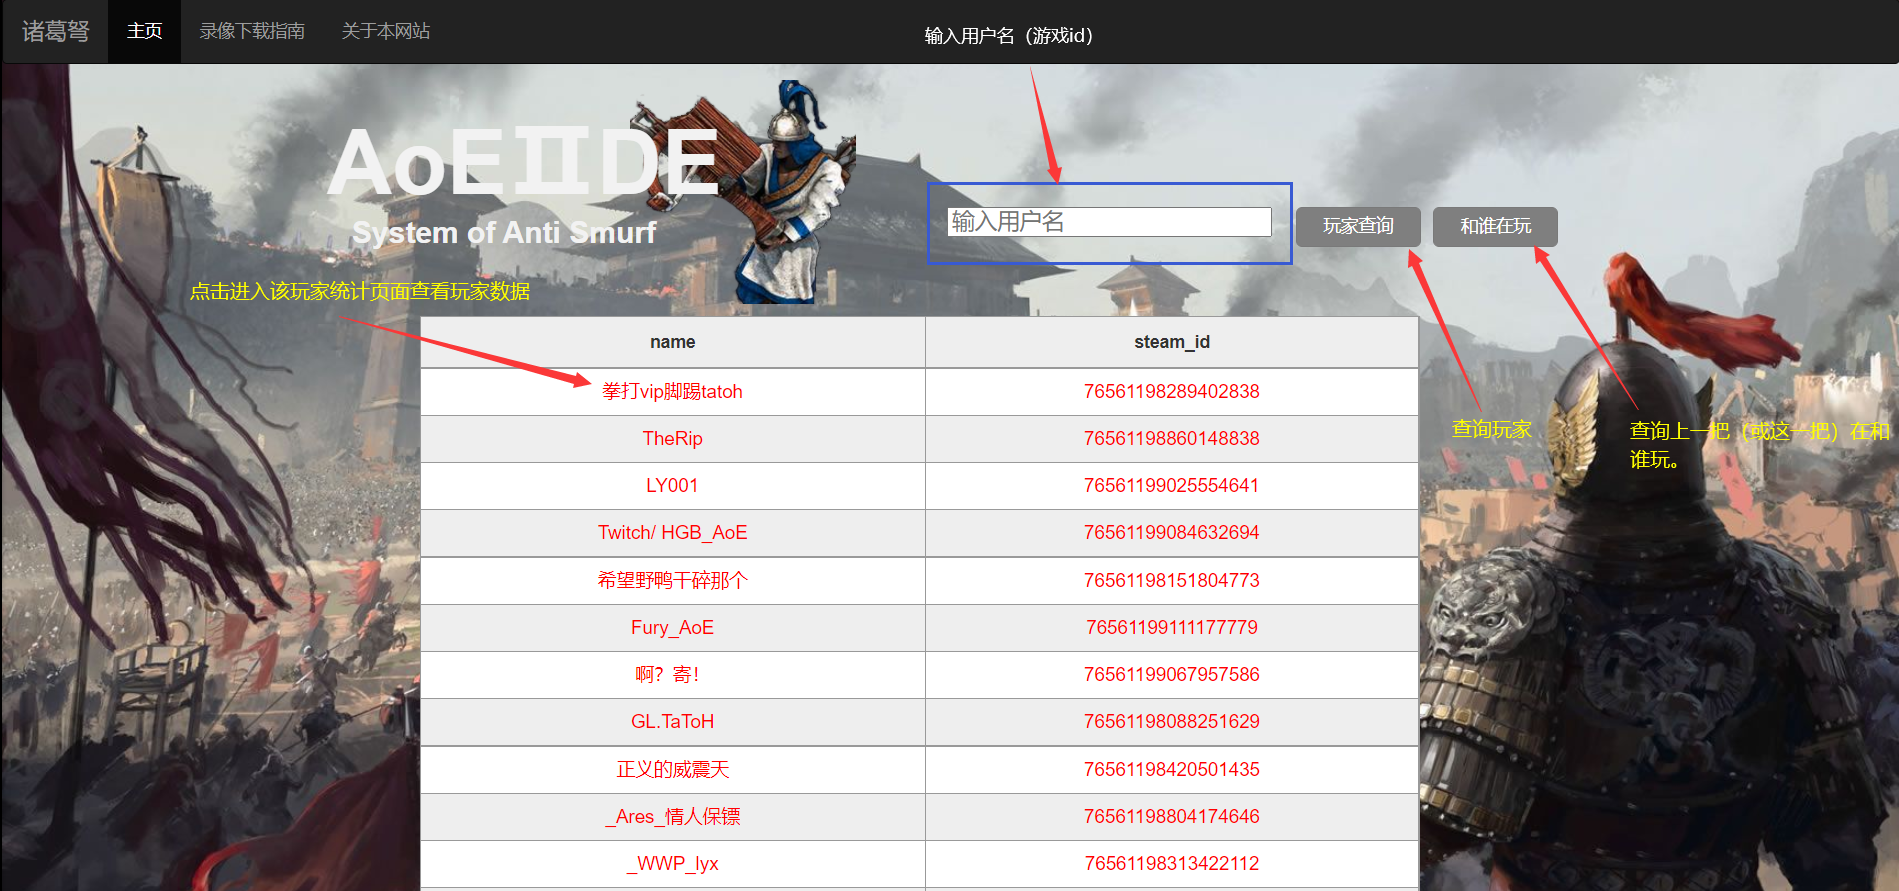 诸葛弩 主页 录像下载指南 关于本网站
输入用户名（游戏id）
AoEⅡDE
System of Anti Smurf
输入用户名 玩家查询 和谁在玩
点击进入该玩家统计页面查看玩家数据
name steam_id
拳打vip脚踢tatoh 76561198289402838
TheRip 76561198860148838
查询玩家
查询上一把（或这一把）在和
谁玩。
LY001 76561199025554641
Twitch/ HGB_AoE 76561199084632694
希望野鸭干碎那个 76561198151804773
Fury_AoE 76561199111177779
啊？寄！ 76561199067957586
GL.TaToH 76561198088251629
正义的威震天 76561198420501435
_Ares_情人保镖 76561198804174646
_WWP_lyx 76561198313422112